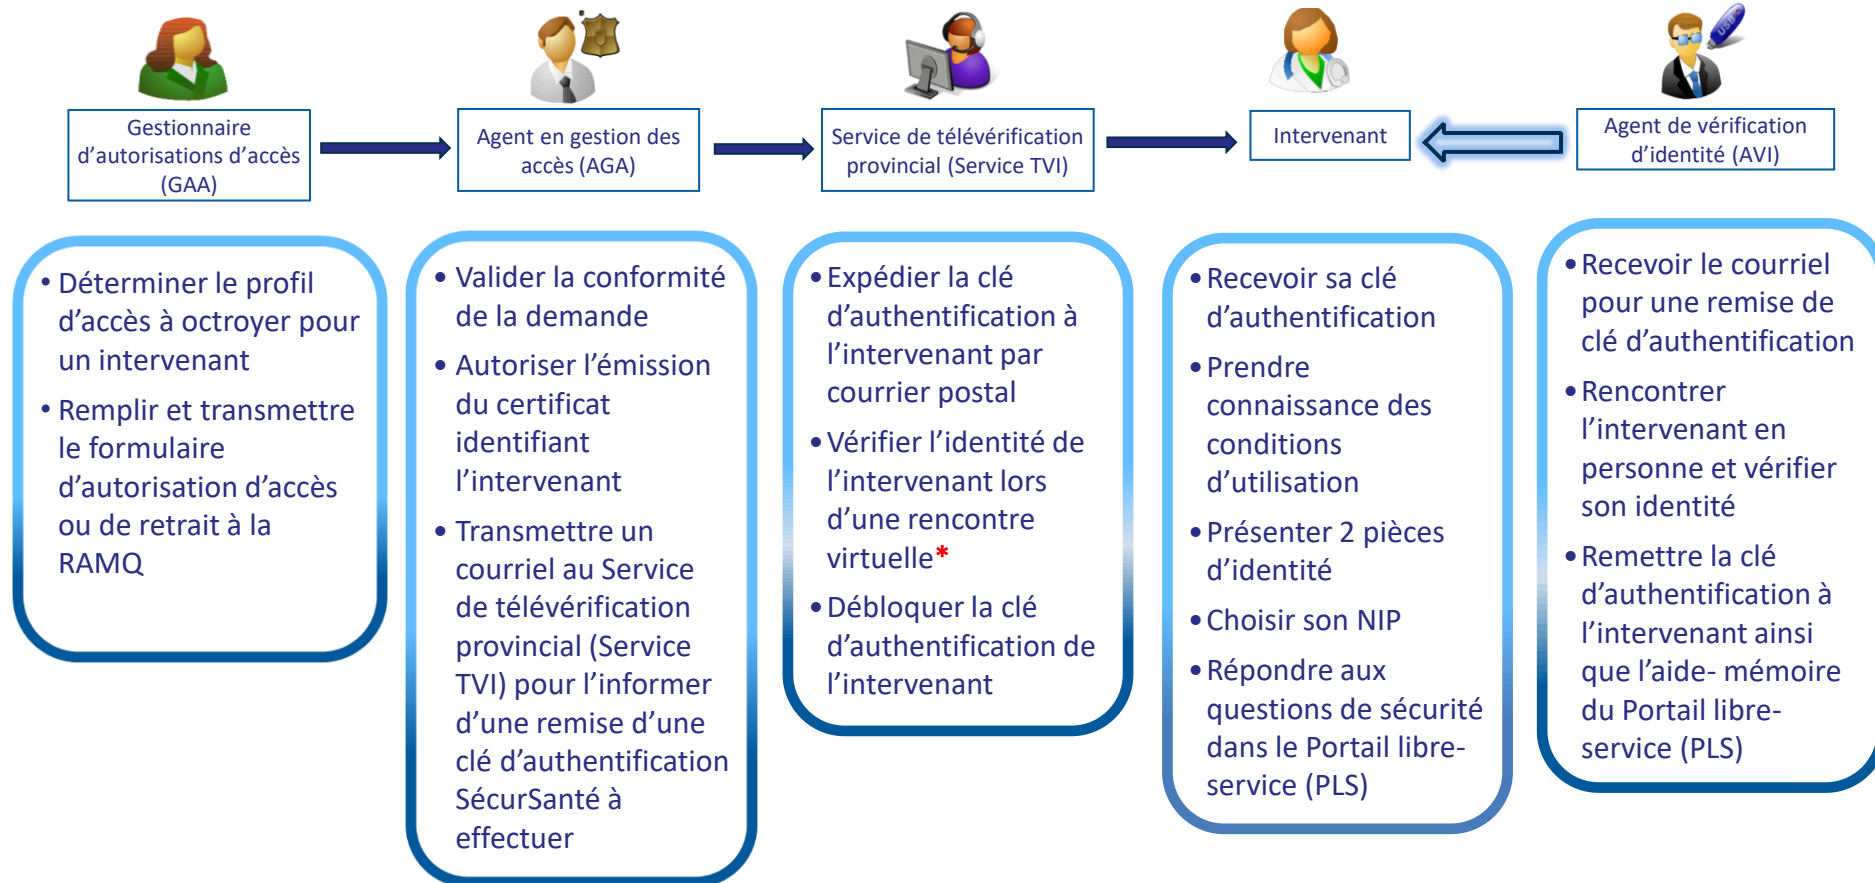 USB
Gestionnaire
d'autorisations d'accès
(GAA)
Agent en gestion des
accès (AGA)
Service de télévérification
provincial (Service TVI)
Intervenant
Agent de vérification
d'identité (AVI)
• Déterminer le profil
d'accès à octroyer pour
un intervenant
• Remplir et transmettre
le formulaire
d'autorisation d'accès
ou de retrait à la
RAMQ
• Valider la conformité
de la demande
• Autoriser l'émission
du certificat
identifiant
l'intervenant
• Transmettre un
courriel au Service
de télévérification
provincial (Service
TVI) pour l'informer
d'une remise d'une
clé d'authentification
SécurSanté à
effectuer
• Expédier la clé
d'authentification à
l'intervenant par
courrier postal
• Vérifier l'identité de
l'intervenant lors
d'une rencontre
virtuelle*
• Débloquer la clé
d'authentification de
l'intervenant
• Recevoir sa clé
d'authentification
• Prendre
connaissance des
conditions
d'utilisation
• Présenter 2 pièces
d'identité
• Choisir son NIP
• Répondre aux
questions de sécurité
dans le Portail libre-
service (PLS)
• Recevoir le courriel
pour une remise de
clé d'authentification
• Rencontrer
l'intervenant en
personne et vérifier
son identité
• Remettre la clé
d'authentification à
l'intervenant ainsi
que l'aide- mémoire
du Portail libre-
service (PLS)